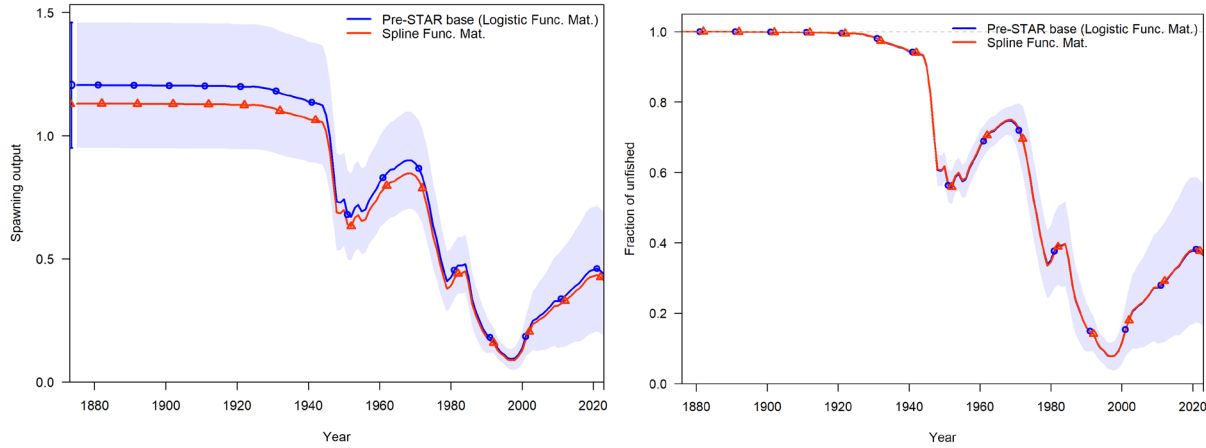 Pre-STAR base (Logistic Func. Mat.)
Spline Func. Mat.
Spawning output
1.5
1.0
0.5
0.0
1880 1900 1920 1940 1960 1980 2000 2020
Year
Pre-STAR base (Logistic Func. Mat.)
Spline Func. Mat.
Fraction of unfished
1.0
0.8
0.6
0.4
0.2
0.0
1880 1900 1920 1940 1960 1980 2000 2020
Year